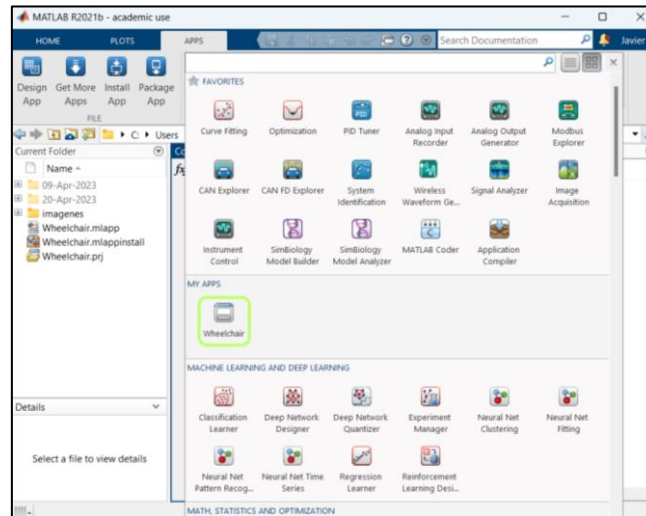 MATLAB R2021b - academic use
HOME PLOTS APPS Search Documentation Javier
Design App
Get More Apps
Install App
Package App
FILE
C: Users
Current Folder
Name
09-Apr-2023
20-Apr-2023
imagenes
Wheelchair.mlapp
Wheelchair.mlappinstall
Wheelchair.prj
Details
Select a file to view details
Co
fx
FAVORITES
Curve Fitting
Optimization
PID Tuner
Analog Input Recorder
Analog Output Generator
Modbus Explorer
CAN Explorer
CAN FD Explorer
System Identification
Wireless Waveform Ge...
Signal Analyzer
Image Acquisition
Instrument Control
SimBiology Model Builder
SimBiology Model Analyzer
MATLAB Coder
Application Compiler
MY APPS
Wheelchair
MACHINE LEARNING AND DEEP LEARNING
Classification Learner
Deep Network Designer
Deep Network Quantizer
Experiment Manager
Neural Net Clustering
Neural Net Fitting
Neural Net Pattern Recog...
Neural Net Time Series
Regression Learner
Reinforcement Learning Desi...
MATH, STATISTICS AND OPTIMIZATION